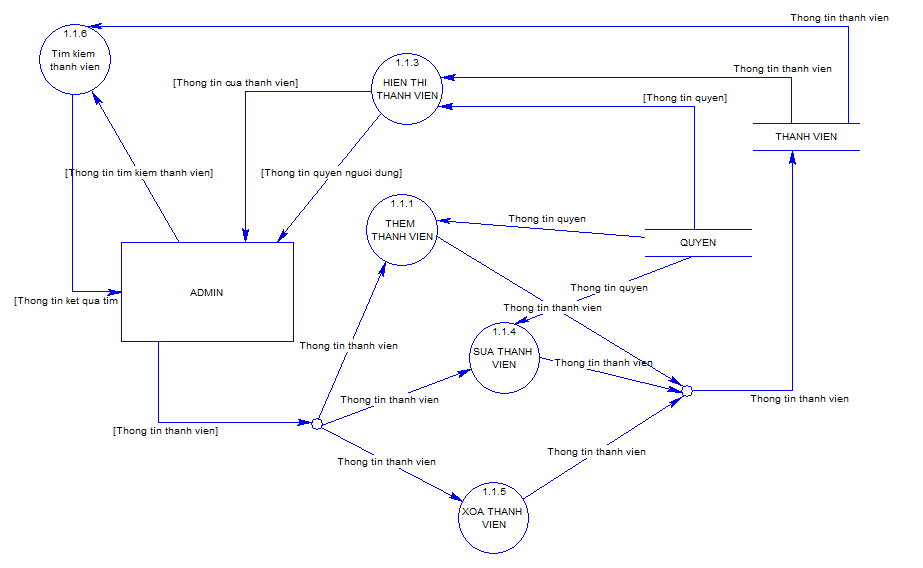 Thong tin thanh vien
1.1.6
Tim kiem
thanh vien
1.1.3
HIEN THI
THANH VIEN
Thong tin thanh vien
[Thong tin cua thanh vien]
[Thong tin quyen]
THANH VIEN
[Thong tin tim kiem thanh vien]
[Thong tin quyen nguoi dung]
1.1.1
THEM
THANH VIEN
Thong tin quyen
QUYEN
ADMIN
[Thong tin ket qua tim
Thong tin quyen
Thong tin thanh vien
1.1.4
SUA THANH
VIEN
Thong tin thanh vien
Thong tin thanh vien
Thong tin thanh vien
Thong tin thanh vien
[Thong tin thanh vien]
Thong tin thanh vien
Thong tin thanh vien
1.1.5
XOA THANH
VIEN